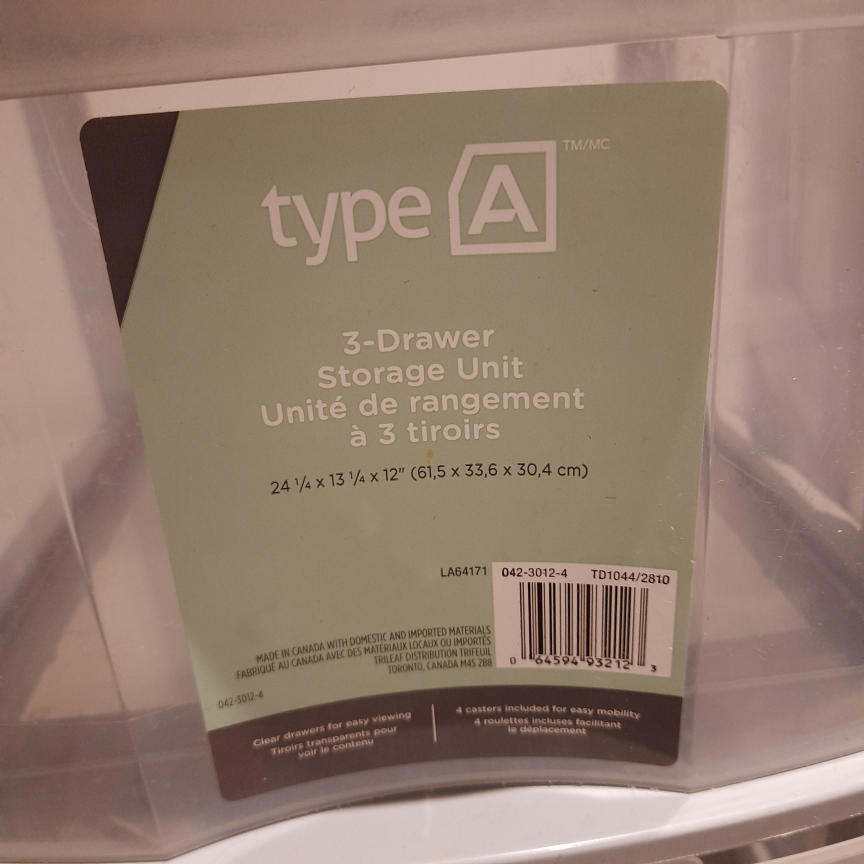 type A TM/MC
3-Drawer
Storage Unit
Unité de rangement
à 3 tiroirs
24 1/4 x 13 1/4 x 12" (61,5 x 33,6 x 30,4 cm)
LA64171
042-3012-4 TD1044/2810
0 64594 93212 3
MADE IN CANADA WITH DOMESTIC AND IMPORTED MATERIALS
FABRIQUÉ AU CANADA AVEC DES MATÉRIAUX LOCAUX OU IMPORTÉS
TRILEAF DISTRIBUTION TRIFEUIL
TORONTO, CANADA M4S 2B8
042-3012-4
Clear drawers for easy viewing
Tiroirs transparents pour
voir le contenu
4 casters included for easy mobility
4 roulettes incluses facilitant
le déplacement